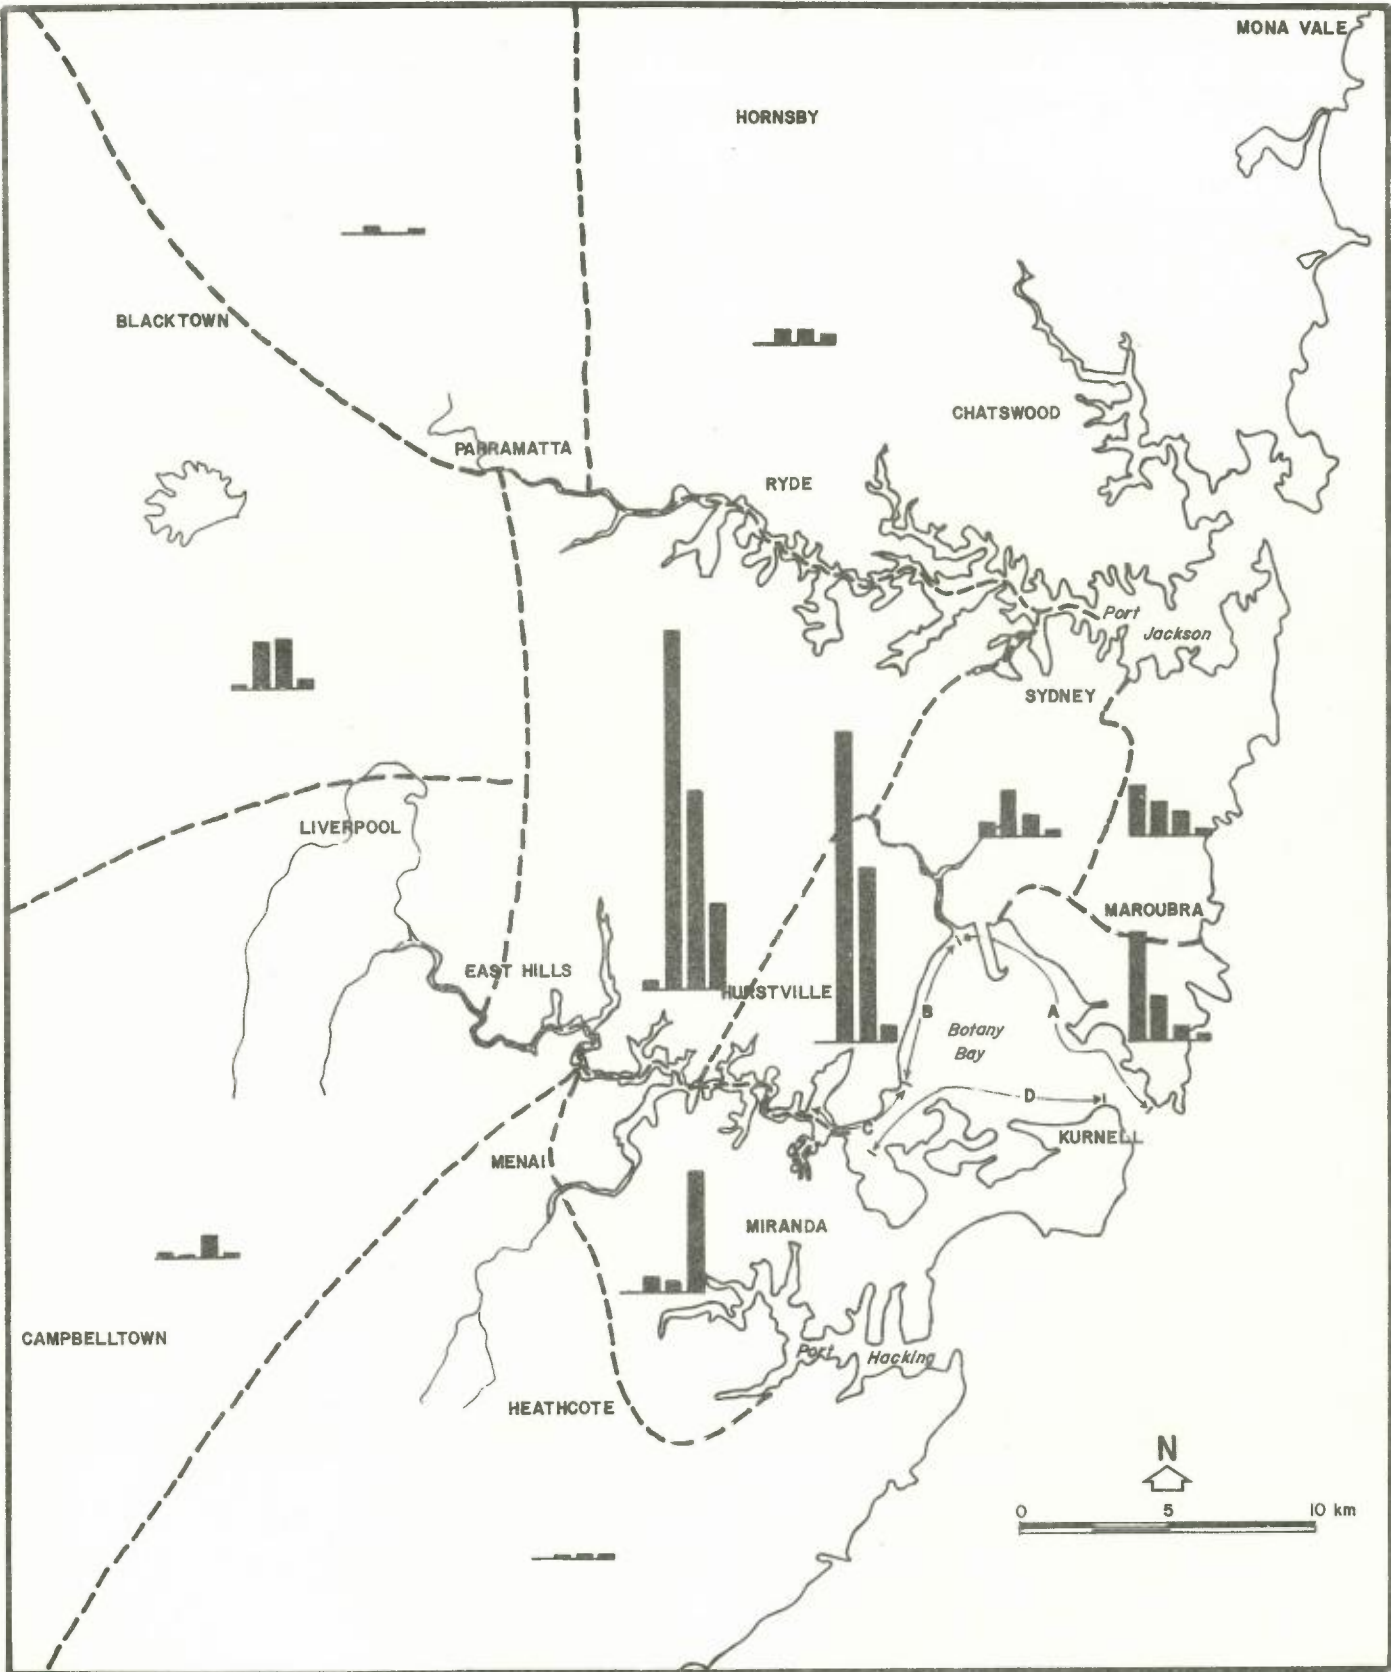 MONA VALE
HORNSBY
BLACKTOWN
CHATSWOOD
PARRAMATTA
RYDE
Port
Jackson
SYDNEY
LIVERPOOL
MAROUBRA
EAST HILLS
HURSTVILLE
B
A
Botany
Bay
D
C
KURNELL
MENAI
MIRANDA
CAMPBELLTOWN
Port Hacking
HEATHCOTE
N
0 5 10 km